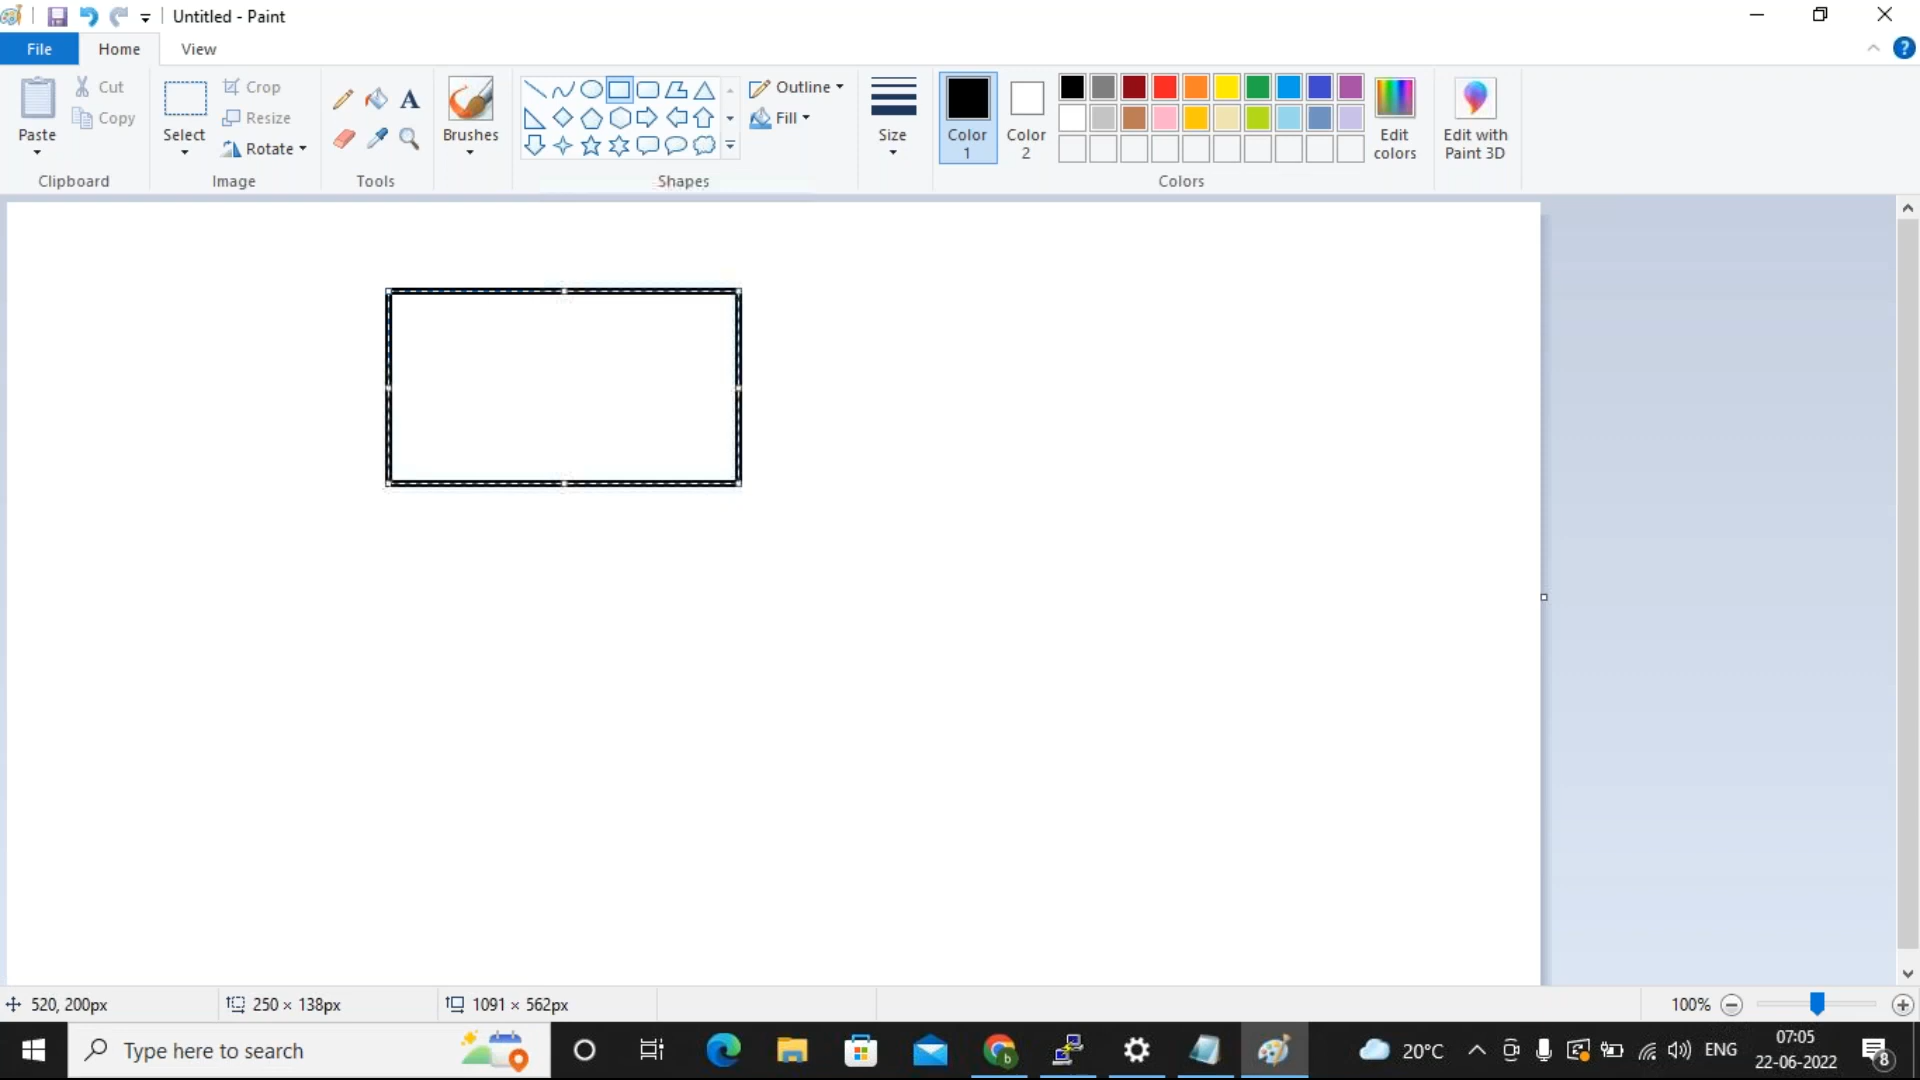 Untitled - Paint
File Home View
Paste
Cut
Copy
Clipboard
Select
Crop
Resize
Rotate
Image
A
Tools
Brushes
Outline
Fill
Shapes
Size
Color 1
Color 2
Edit colors
Colors
Edit with Paint 3D
?
520, 200px 250 × 138px 1091 × 562px 100%
Type here to search
b
20°C
ENG
07:05
22-06-2022
8